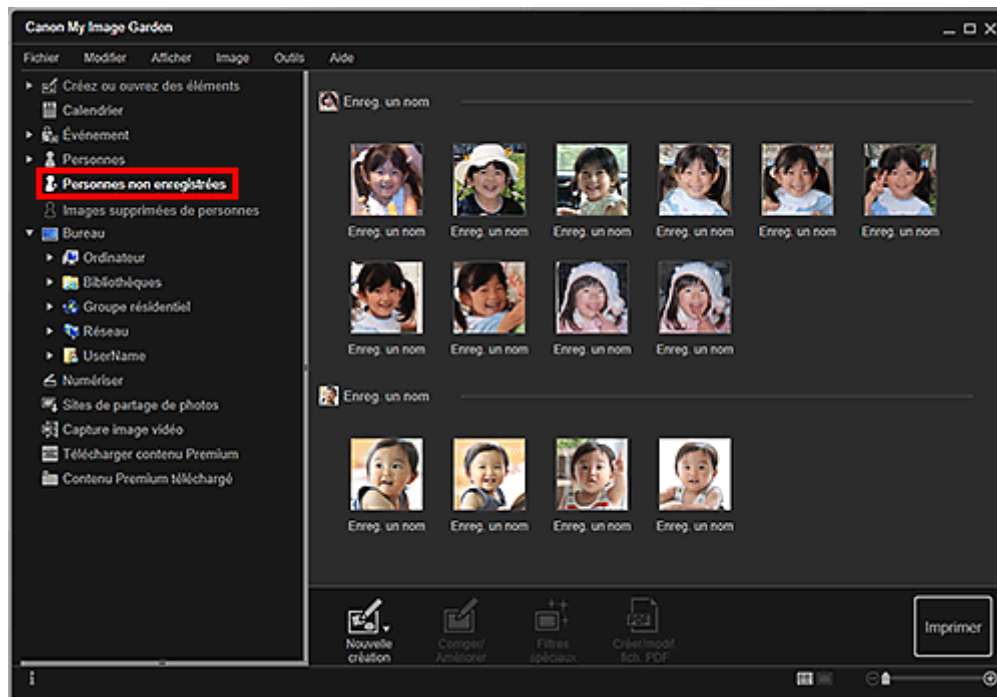 Canon My Image Garden
Fichier Modifier Afficher Image Outils Aide
Créez ou ouvrez des éléments
Calendrier
Événement
Personnes
Personnes non enregistrées
Images supprimées de personnes
Bureau
Ordinateur
Bibliothèques
Groupe résidentiel
Réseau
UserName
Numériser
Sites de partage de photos
Capture image vidéo
Télécharger contenu Premium
Contenu Premium téléchargé
Enreg. un nom
Enreg. un nom Enreg. un nom Enreg. un nom Enreg. un nom Enreg. un nom Enreg. un nom
Enreg. un nom Enreg. un nom Enreg. un nom Enreg. un nom
Enreg. un nom
Enreg. un nom Enreg. un nom Enreg. un nom Enreg. un nom
Nouvelle création
Corriger/ Améliorer
Filtres spéciaux
Créer/modif. fich. PDF
Imprimer